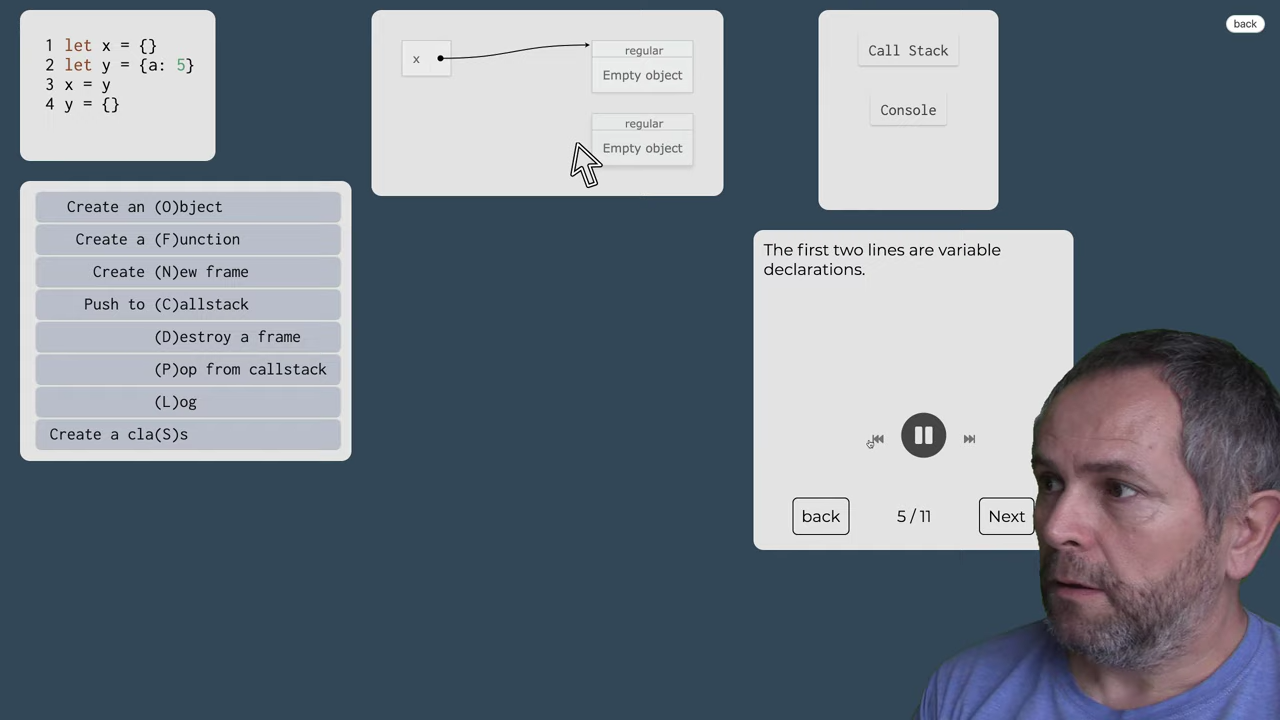 1 let x = {}
2 let y = {a: 5}
3 x = y
4 y = {}
Create an (O)bject
Create a (F)unction
Create (N)ew frame
Push to (C)allstack
(D)estroy a frame
(P)op from callstack
(L)og
Create a cla(S)s
x
regular
Empty object
regular
Empty object
Call Stack
Console
back
The first two lines are variable
declarations.
back
5 / 11
Next